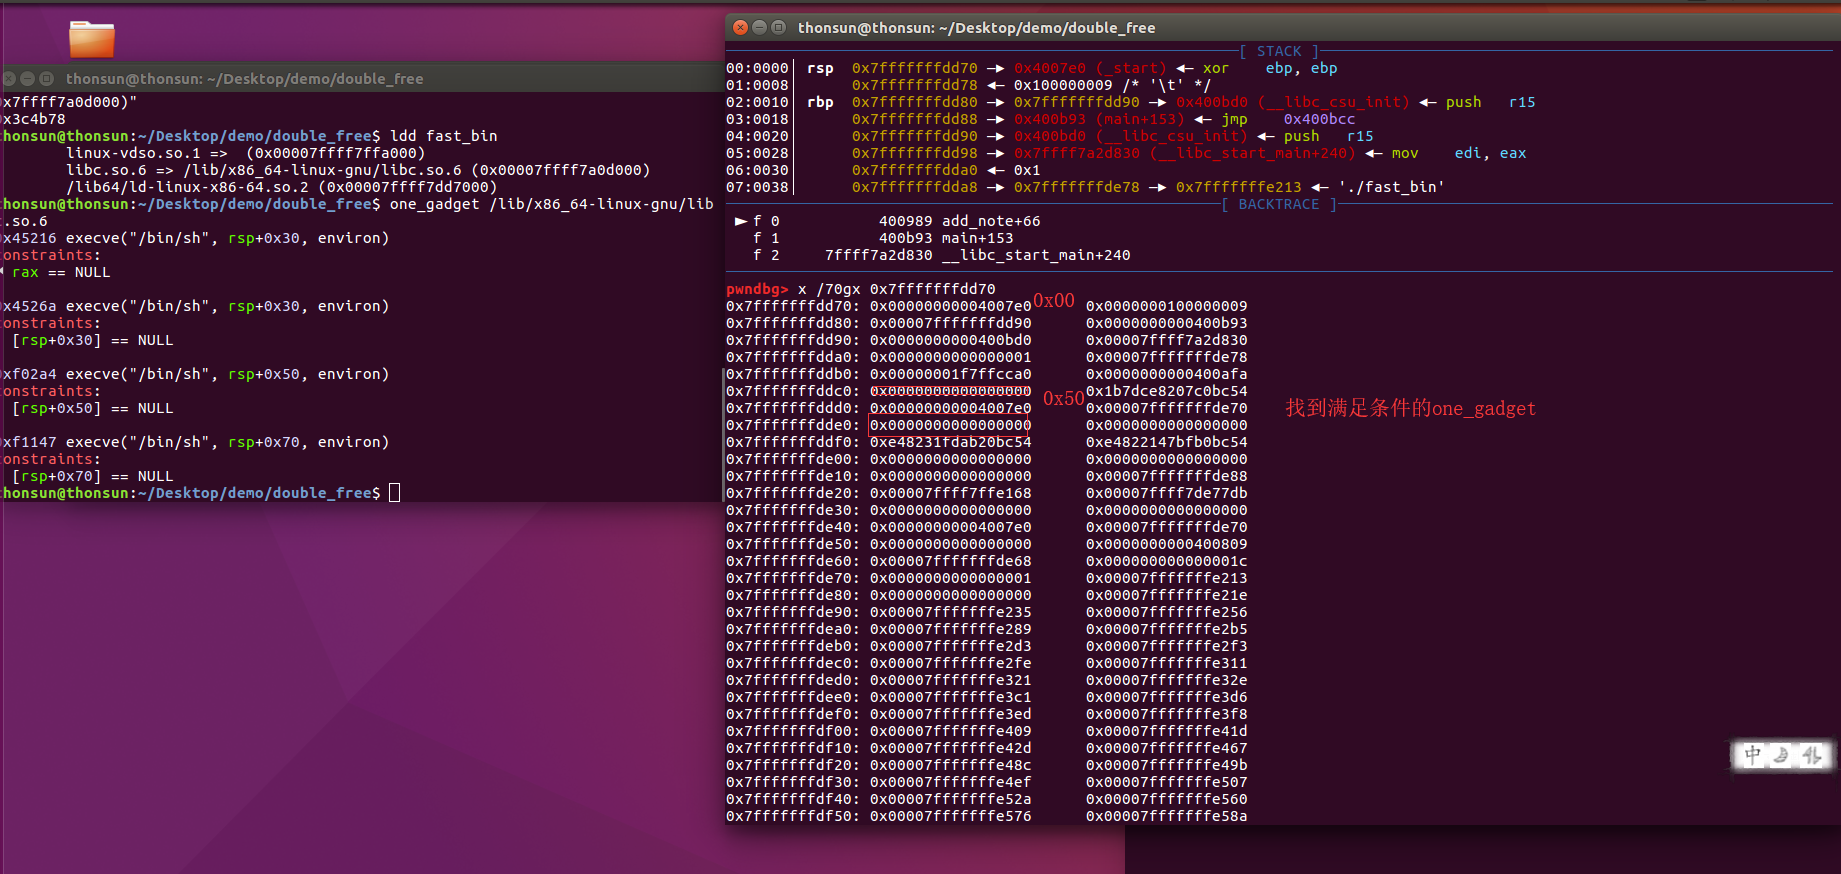 thonsun@thonsun: ~/Desktop/demo/double_free
x7ffff7a0d000)"
x3c4b78
honsun@thonsun:~/Desktop/demo/double_free$ ldd fast_bin
linux-vdso.so.1 =>  (0x00007ffff7ffa000)
libc.so.6 => /lib/x86_64-linux-gnu/libc.so.6 (0x00007ffff7a0d000)
/lib64/ld-linux-x86-64.so.2 (0x00007ffff7dd7000)
honsun@thonsun:~/Desktop/demo/double_free$ one_gadget /lib/x86_64-linux-gnu/lib
.so.6
x45216 execve("/bin/sh", rsp+0x30, environ)
onstraints:
rax == NULL
x4526a execve("/bin/sh", rsp+0x30, environ)
onstraints:
[rsp+0x30] == NULL
xf02a4 execve("/bin/sh", rsp+0x50, environ)
onstraints:
[rsp+0x50] == NULL
xf1147 execve("/bin/sh", rsp+0x70, environ)
onstraints:
[rsp+0x70] == NULL
honsun@thonsun:~/Desktop/demo/double_free$
thonsun@thonsun: ~/Desktop/demo/double_free
[ STACK ]
00:0000│ rsp  0x7fffffffdd70 —▸ 0x4007e0 (_start) ◂— xor    ebp, ebp
01:0008│      0x7fffffffdd78 ◂— 0x100000009 /* '\t' */
02:0010│ rbp  0x7fffffffdd80 —▸ 0x7fffffffdd90 —▸ 0x400bd0 (__libc_csu_init) ◂— push   r15
03:0018│      0x7fffffffdd88 —▸ 0x400b93 (main+153) ◂— jmp    0x400bcc
04:0020│      0x7fffffffdd90 —▸ 0x400bd0 (__libc_csu_init) ◂— push   r15
05:0028│      0x7fffffffdd98 —▸ 0x7ffff7a2d830 (__libc_start_main+240) ◂— mov    edi, eax
06:0030│      0x7fffffffdda0 ◂— 0x1
07:0038│      0x7fffffffdda8 —▸ 0x7fffffffde78 —▸ 0x7fffffffe213 ◂— './fast_bin'
[ BACKTRACE ]
► f 0           400989 add_note+66
f 1           400b93 main+153
f 2     7ffff7a2d830 __libc_start_main+240
pwndbg> x /70gx 0x7fffffffdd70
0x7fffffffdd70: 0x00000000004007e0 0x00 0x0000000100000009
0x7fffffffdd80: 0x00007fffffffdd90 0x0000000000400b93
0x7fffffffdd90: 0x0000000000400bd0 0x00007ffff7a2d830
0x7fffffffdda0: 0x0000000000000001 0x00007fffffffde78
0x7fffffffddb0: 0x00000001f7ffcca0 0x0000000000400afa
0x7fffffffddc0: 0x0000000000000000 0x50 0x1b7dce8207c0bc54
0x7fffffffddd0: 0x00000000004007e0 0x00007fffffffde70
0x7fffffffdde0: 0x0000000000000000 0x0000000000000000
0x7fffffffddf0: 0xe48231fdab20bc54 0xe4822147bfb0bc54
0x7fffffffde00: 0x0000000000000000 0x0000000000000000
0x7fffffffde10: 0x0000000000000000 0x00007fffffffde88
0x7fffffffde20: 0x00007ffff7ffe168 0x00007ffff7de77db
0x7fffffffde30: 0x0000000000000000 0x0000000000000000
0x7fffffffde40: 0x00000000004007e0 0x00007fffffffde70
0x7fffffffde50: 0x0000000000000000 0x0000000000400809
0x7fffffffde60: 0x00007fffffffde68 0x000000000000001c
0x7fffffffde70: 0x0000000000000001 0x00007fffffffe213
0x7fffffffde80: 0x0000000000000000 0x00007fffffffe21e
0x7fffffffde90: 0x00007fffffffe235 0x00007fffffffe256
0x7fffffffdea0: 0x00007fffffffe289 0x00007fffffffe2b5
0x7fffffffdeb0: 0x00007fffffffe2d3 0x00007fffffffe2f3
0x7fffffffdec0: 0x00007fffffffe2fe 0x00007fffffffe311
0x7fffffffded0: 0x00007fffffffe321 0x00007fffffffe32e
0x7fffffffdee0: 0x00007fffffffe3c1 0x00007fffffffe3d6
0x7fffffffdef0: 0x00007fffffffe3ed 0x00007fffffffe3f8
0x7fffffffdf00: 0x00007fffffffe409 0x00007fffffffe41d
0x7fffffffdf10: 0x00007fffffffe42d 0x00007fffffffe467
0x7fffffffdf20: 0x00007fffffffe48c 0x00007fffffffe49b
0x7fffffffdf30: 0x00007fffffffe4ef 0x00007fffffffe507
0x7fffffffdf40: 0x00007fffffffe52a 0x00007fffffffe560
0x7fffffffdf50: 0x00007fffffffe576 0x00007fffffffe58a
找到满足条件的one_gadget
中